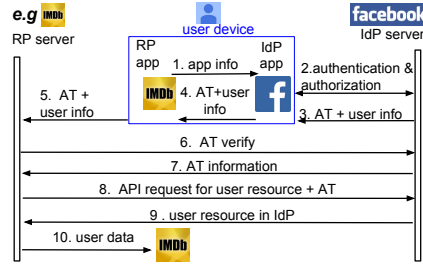 e.g IMDb
RP server
user device
facebook
IdP server
RP
app
IdP
app
1. app info
IMDb
f
4. AT+user
info
2.authentication &
authorization
3. AT + user info
5. AT +
user info
6. AT verify
7. AT information
8. API request for user resource + AT
9 . user resource in IdP
10. user data
IMDb